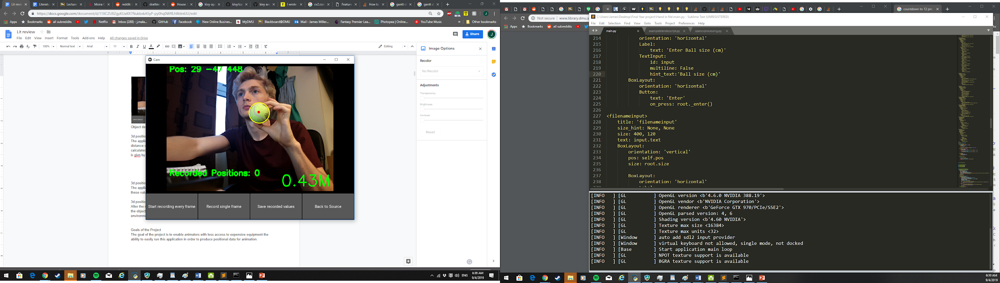 Lit revie
Literatu
Lecture
Moira C
reddit: t
drathie
House
kivy ope
kivy/ca
kivy an
I wrote
cv2.con
Feature
How to
gantt cl
gantt cl
https://docs.google.com/document/d/11XCZU8ZgyKUaKR7NukbxkA5yP-py0hq0WffLhWdn6JU/edit
Apps
Bookmarks
all subreddits
Netflix
Inbox (280) - j.mala...
GitHub
Facebook
New Online Busines...
MyDMU
Blackboard@DMU
Mail - James Miller...
Fantasy Premier Lea...
Photopea | Online...
YouTube Music
»
Other bookmarks
Lit review
File Edit View Insert Format Tools Add-ons Help All changes saved in Drive
Share
J
100% Normal text Arial 11 B I U A Editing
Image Options
Recolor
No Recolor
Adjustments
Transparency
Brightness
Contrast
Reset
Cam
Pos: 29 -47 448
Recorded Positions: 0
0.43M
Start recording every frame
Record single frame
Save recorded values
Back to Source
Object de
3d positio
The applic
distance o
calculated
is givn by
3d positio
The applic
these valu
3d positio
After the r
the object
environme
Goals of the Project
The goal of the project is to enable animators with less access to expensive equipment the
ability to easily run this application in order to produce positional data for animation.
ENG
6:39 AM
9/4/2019
countdown to 12 pm
Not secure | www.library.dmu.a
Apps
Bookmarks
all subreddits
C:\Users\James\Desktop\Final Year project\Hand in file\main.py - Sublime Text (UNREGISTERED)
File Edit Selection Find View Goto Tools Project Preferences Help
main.py
exampleblenderscript.py
opencvprocessing.py
214 orientation: 'horizontal'
215 Label:
216 text: 'Enter Ball size (cm)'
217 TextInput:
218 id: input
219 multiline: False
220 hint_text:'Ball size (cm)'
221 BoxLayout:
222 orientation: 'horizontal'
223 Button:
224 text: 'Enter'
225 on_press: root._enter()
226
227 <filenameinput>
228 title: 'filenameinput'
229 size_hint: None, None
230 size: 400, 120
231 text: input.text
232 BoxLayout:
233 orientation: 'vertical'
234 pos: self.pos
235 size: root.size
236
237 BoxLayout:
238 orientation: 'horizontal'
239 Label:
[INFO ] [GL ] OpenGL version <b'4.6.0 NVIDIA 388.19'>
[INFO ] [GL ] OpenGL vendor <b'NVIDIA Corporation'>
[INFO ] [GL ] OpenGL renderer <b'GeForce GTX 970/PCIe/SSE2'>
[INFO ] [GL ] OpenGL parsed version: 4, 6
[INFO ] [GL ] Shading version <b'4.60 NVIDIA'>
[INFO ] [GL ] Texture max size <16384>
[INFO ] [GL ] Texture max units <32>
[INFO ] [Window ] auto add sdl2 input provider
[INFO ] [Window ] virtual keyboard not allowed, single mode, not docked
[INFO ] [Base ] Start application main loop
[INFO ] [GL ] NPOT texture support is available
[INFO ] [GL ] BGRA texture support is available
6:39 AM
9/4/2019